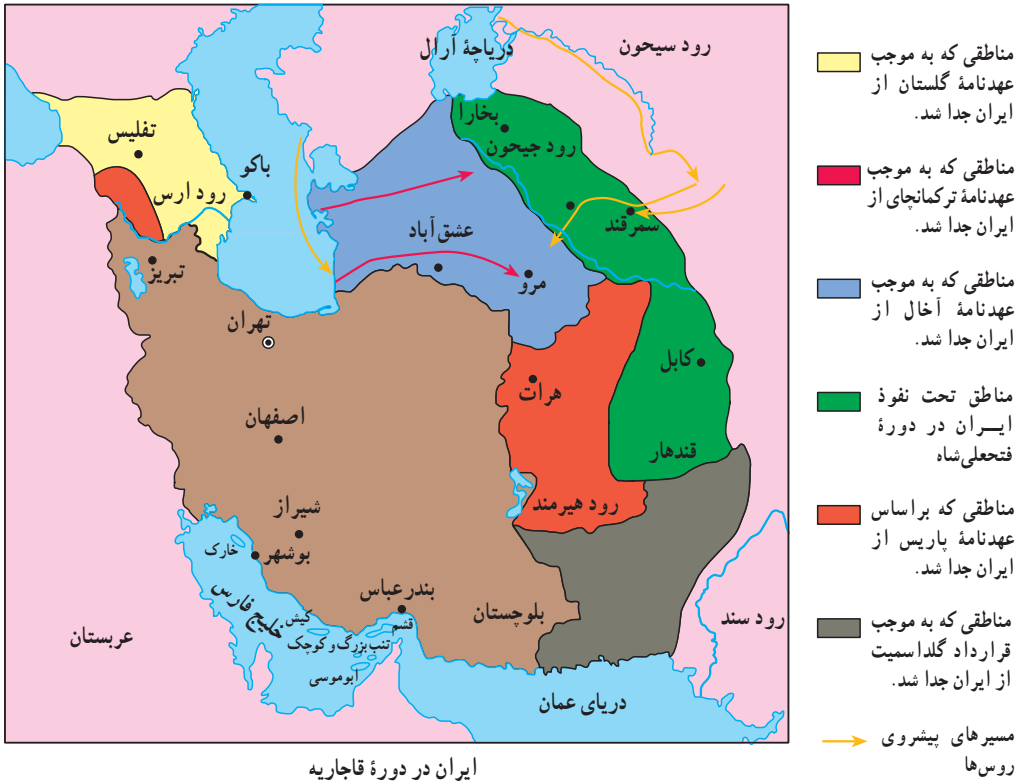 دریاچهٔ آرال
رود سیحون
بخارا
رود جیحون
تفلیس
باکو
رود ارس
سمرقند
عشق‌آباد
مرو
تبریز
تهران
کابل
هرات
اصفهان
قندهار
رود هیرمند
شیراز
بوشهر
خارک
خلیج فارس
بندرعباس
بلوچستان
کیش
قشم
تنب بزرگ و کوچک
ابوموسی
عربستان
رود سند
دریای عمان
مناطقی که به موجب
عهدنامهٔ گلستان از
ایران جدا شد.
مناطقی که به موجب
عهدنامهٔ ترکمانچای از
ایران جدا شد.
مناطقی که به موجب
عهدنامهٔ آخال از
ایران جدا شد.
مناطق تحت نفوذ
ایــران در دورهٔ
فتحعلی‌شاه
مناطقی که براساس
عهدنامهٔ پاریس از
ایران جدا شد.
مناطقی که به موجب
قرارداد گلداسمیت
از ایران جدا شد.
مسیرهای پیشروی
روس‌ها
ایران در دورهٔ قاجاریه